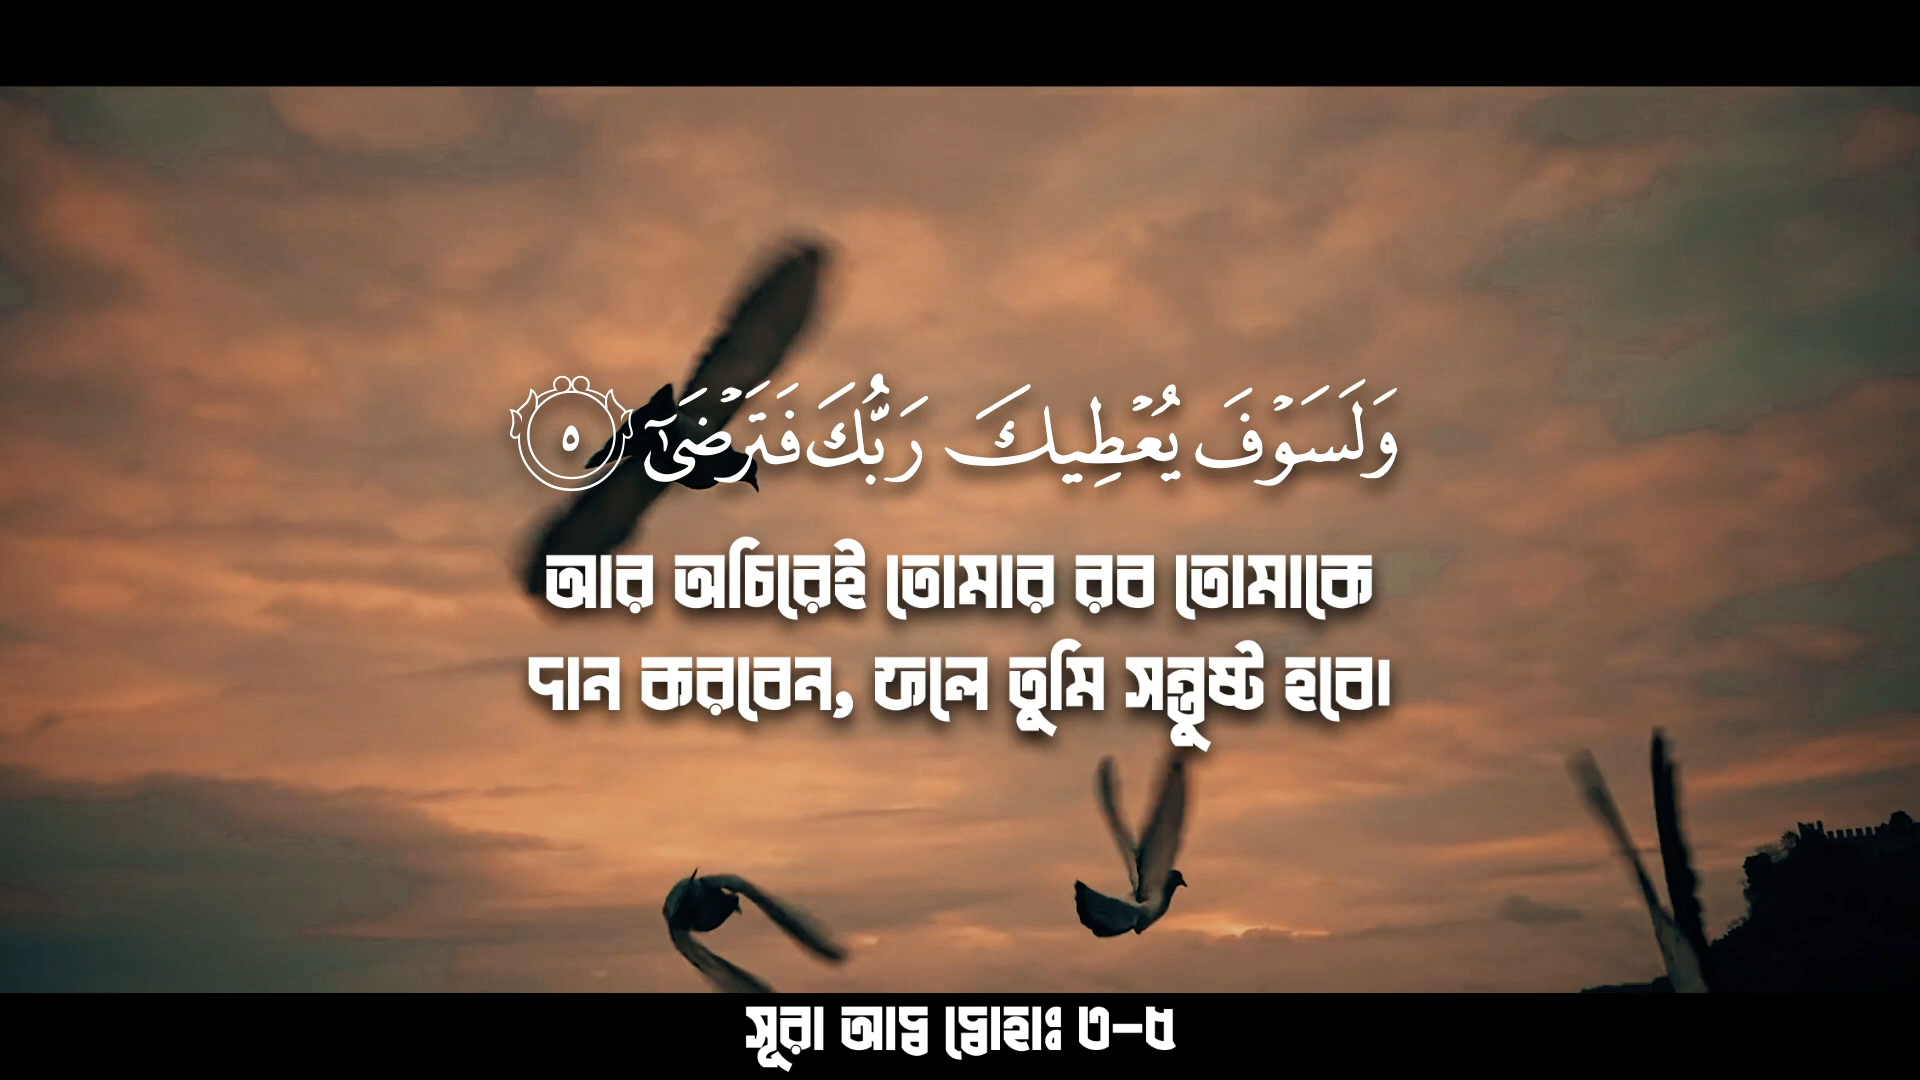 وَلَسَوْفَ يُعْطِيكَ رَبُّكَ فَتَرْضَىٰٓ ٥
আর অচিরেই তোমার রব তোমাকে
দান করবেন, ফলে তুমি সন্তুষ্ট হবে।
সূরা আদ্ব দ্বোহাঃ ৩-৫